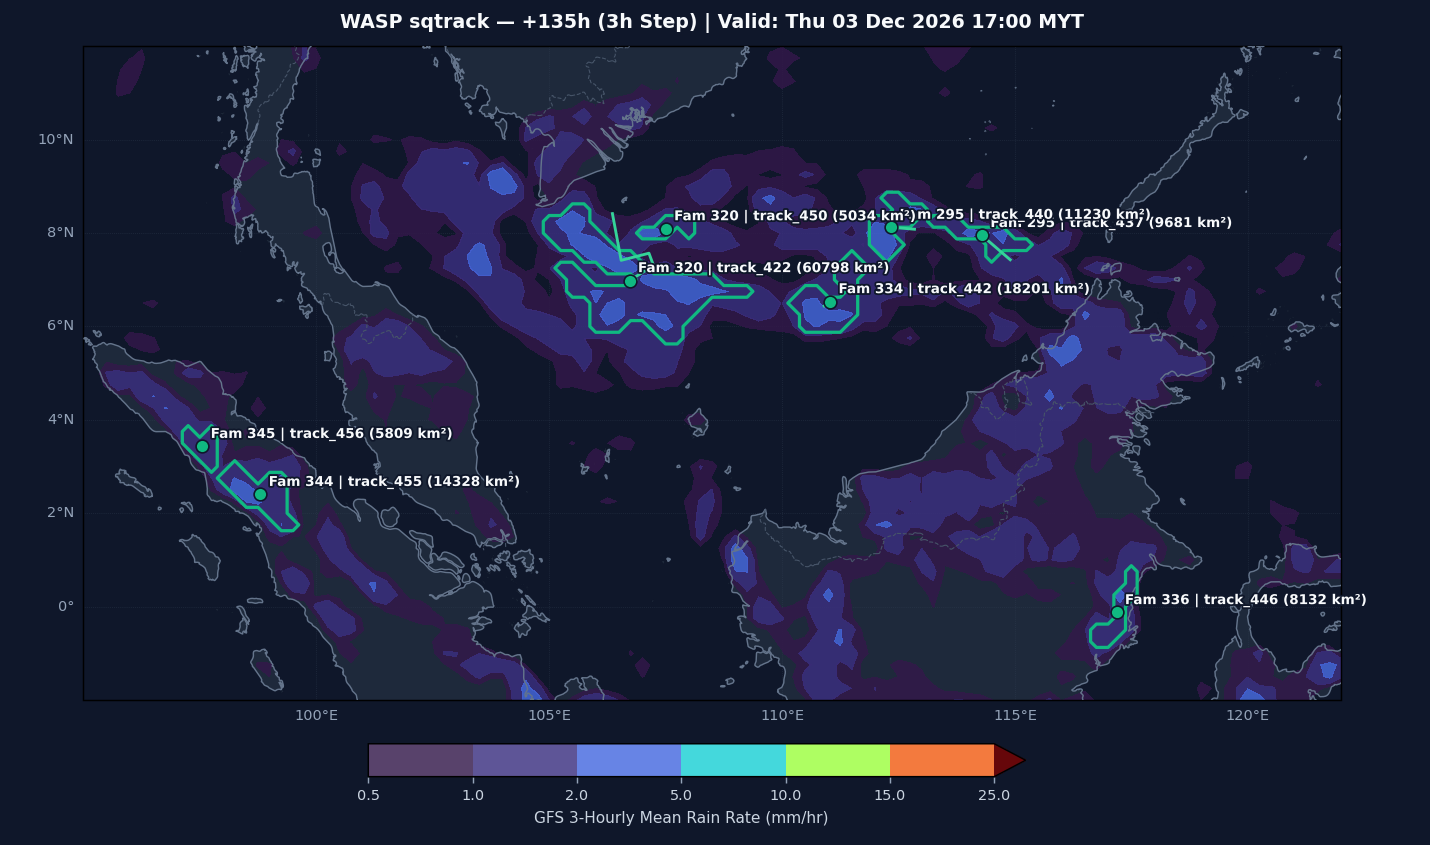 WASP sqtrack — +135h (3h Step) | Valid: Thu 03 Dec 2026 17:00 MYT
10°N
8°N
6°N
4°N
2°N
0°
Fam 320 | track_450 (5034 km²)
m 295 | track_440 (11230 km²)
Fam 295 | track_437 (9681 km²)
Fam 320 | track_422 (60798 km²)
Fam 334 | track_442 (18201 km²)
Fam 345 | track_456 (5809 km²)
Fam 344 | track_455 (14328 km²)
Fam 336 | track_446 (8132 km²)
100°E
105°E
110°E
115°E
120°E
0.5
1.0
2.0
5.0
10.0
15.0
25.0
GFS 3-Hourly Mean Rain Rate (mm/hr)